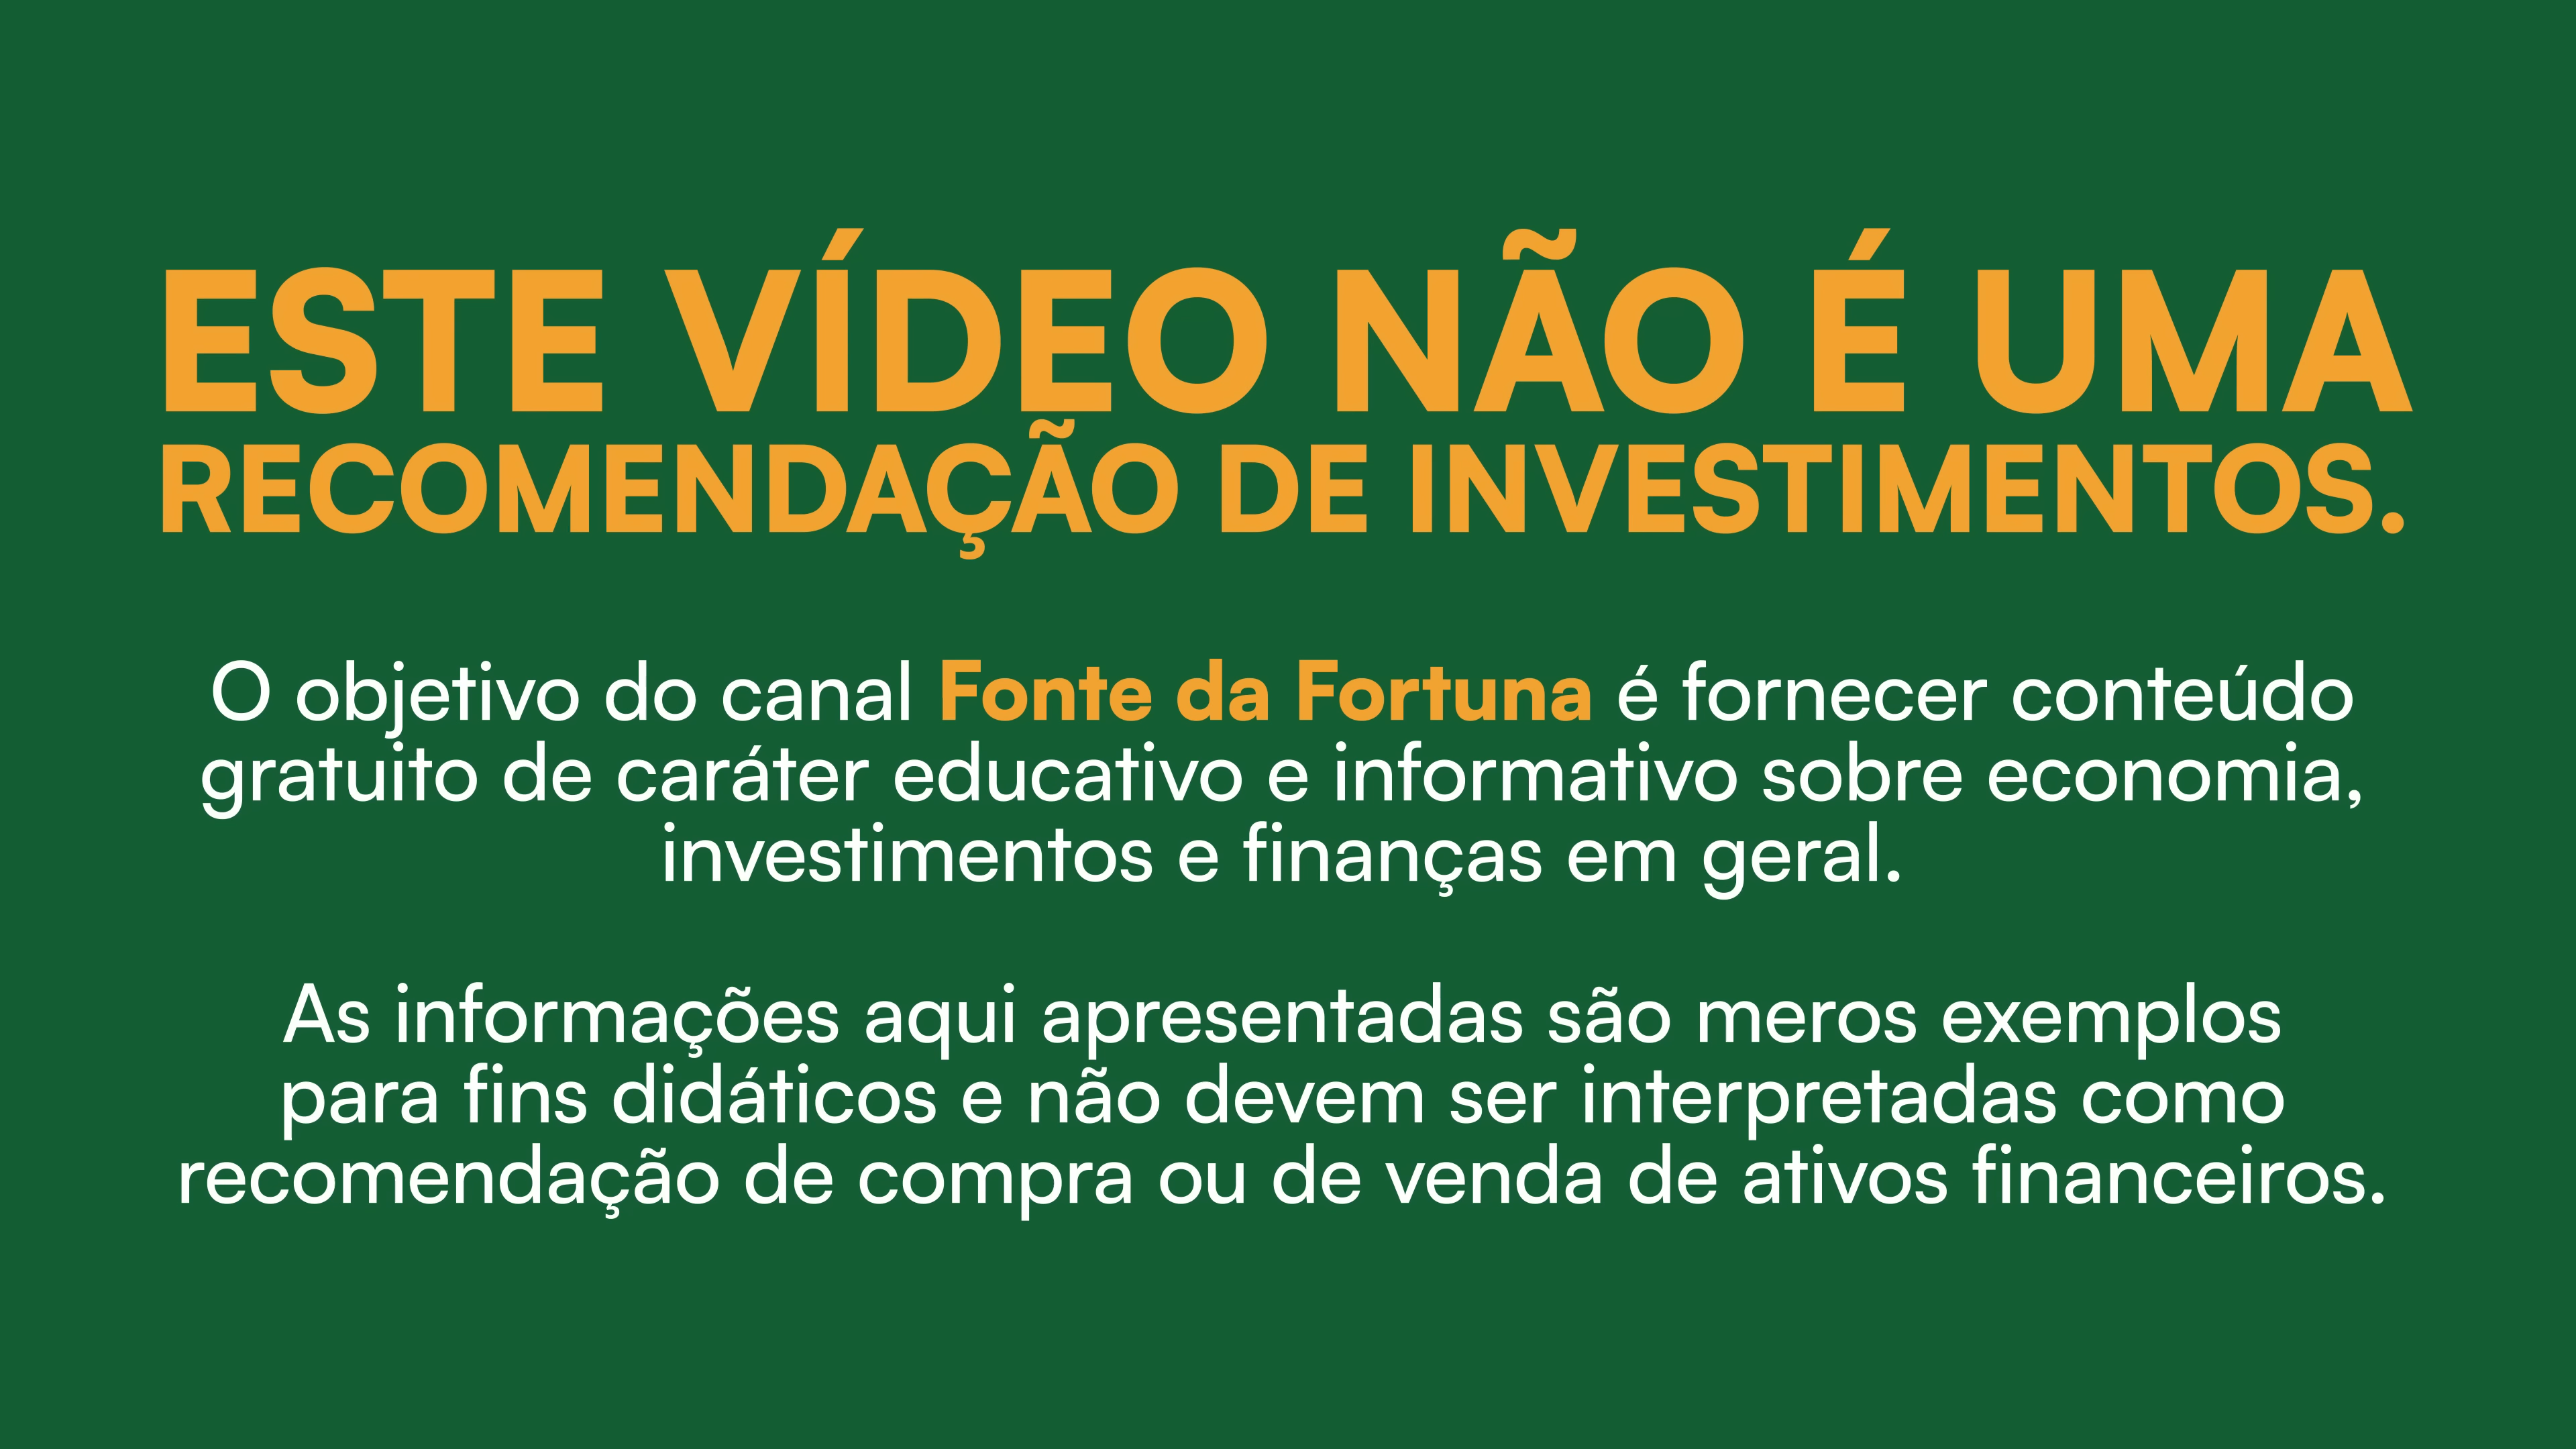 ESTE VÍDEO NÃO É UMA
RECOMENDAÇÃO DE INVESTIMENTOS.
O objetivo do canal Fonte da Fortuna é fornecer conteúdo
gratuito de caráter educativo e informativo sobre economia,
investimentos e finanças em geral.
As informações aqui apresentadas são meros exemplos
para fins didáticos e não devem ser interpretadas como
recomendação de compra ou de venda de ativos financeiros.